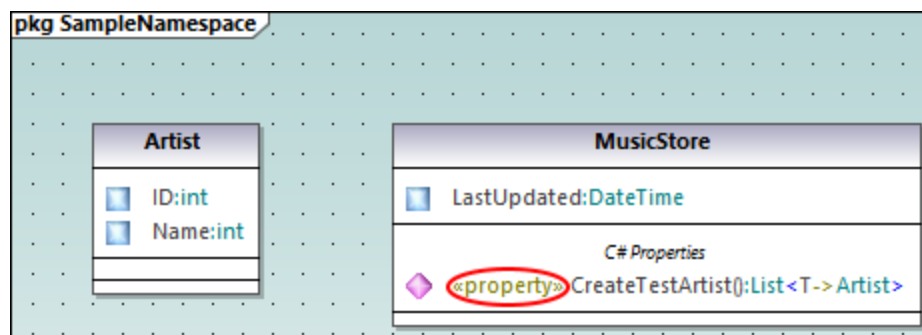 pkg SampleNamespace
Artist
ID:int
Name:int
MusicStore
LastUpdated:DateTime
C# Properties
«property» CreateTestArtist():List<T->Artist>